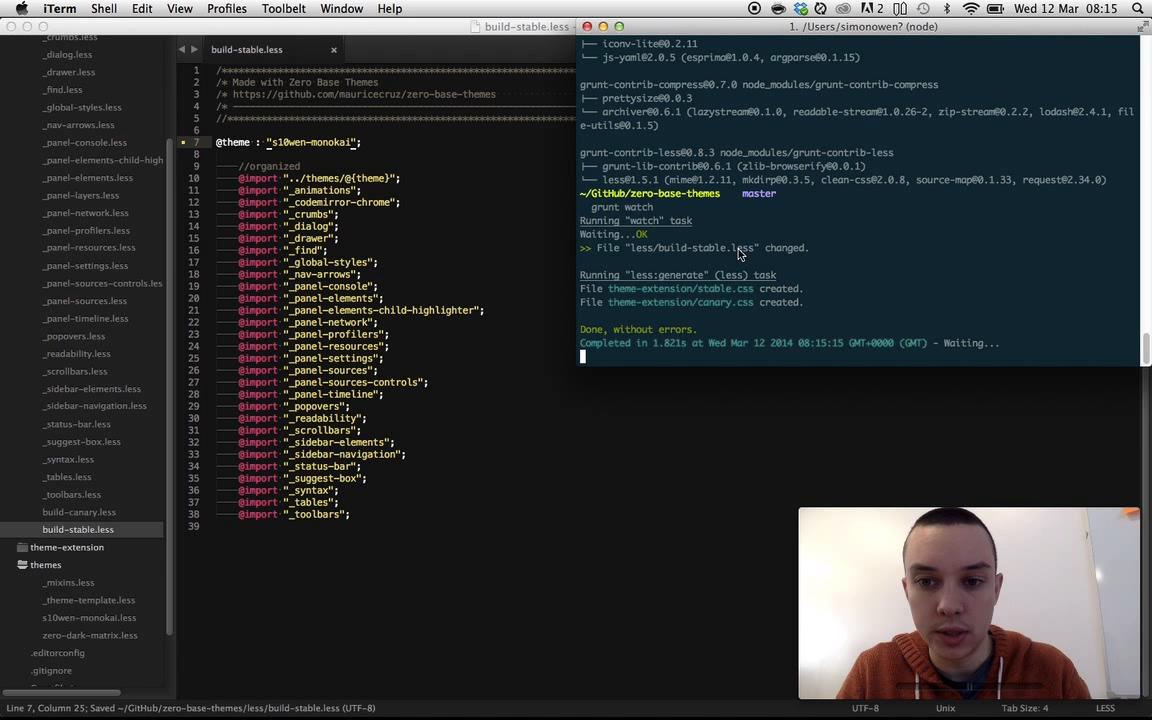 iTerm Shell Edit View Profiles Toolbelt Window Help
2
Wed 12 Mar 08:15
build-stable.less
1. /Users/simonowen? (node)
_crumbs.less
_dialog.less
_drawer.less
_find.less
_global-styles.less
_nav-arrows.less
_panel-console.less
_panel-elements-child-high
_panel-elements.less
_panel-network.less
_panel-profilers.less
_panel-resources.less
_panel-settings.less
_panel-sources-controls.les
_panel-sources.less
_panel-timeline.less
_popovers.less
_readability.less
_scrollbars.less
_sidebar-elements.less
_sidebar-navigation.less
_status-bar.less
_suggest-box.less
_syntax.less
_tables.less
_toolbars.less
build-canary.less
build-stable.less
theme-extension
themes
_mixins.less
_theme-template.less
s10wen-monokai.less
zero-dark-matrix.less
.editorconfig
.gitignore
build-stable.less
1
2 /* Made with Zero Base Themes
3 /* https://github.com/mauricecruz/zero-base-themes
4
5
6
7 @theme : "s10wen-monokai";
8
9 //organized
10 @import "../themes/@{theme}";
11 @import "_animations";
12 @import "_codemirror-chrome";
13 @import "_crumbs";
14 @import "_dialog";
15 @import "_drawer";
16 @import "_find";
17 @import "_global-styles";
18 @import "_nav-arrows";
19 @import "_panel-console";
20 @import "_panel-elements";
21 @import "_panel-elements-child-highlighter";
22 @import "_panel-network";
23 @import "_panel-profilers";
24 @import "_panel-resources";
25 @import "_panel-settings";
26 @import "_panel-sources";
27 @import "_panel-sources-controls";
28 @import "_panel-timeline";
29 @import "_popovers";
30 @import "_readability";
31 @import "_scrollbars";
32 @import "_sidebar-elements";
33 @import "_sidebar-navigation";
34 @import "_status-bar";
35 @import "_suggest-box";
36 @import "_syntax";
37 @import "_tables";
38 @import "_toolbars";
39
├── iconv-lite@0.2.11
└── js-yaml@2.0.5 (esprima@1.0.4, argparse@0.1.15)
grunt-contrib-compress@0.7.0 node_modules/grunt-contrib-compress
├── prettysize@0.0.3
└── archiver@0.6.1 (lazystream@0.1.0, readable-stream@1.0.26-2, zip-stream@0.2.2, lodash@2.4.1, fil
e-utils@0.1.5)
grunt-contrib-less@0.8.3 node_modules/grunt-contrib-less
├── grunt-lib-contrib@0.6.1 (zlib-browserify@0.0.1)
└── less@1.5.1 (mime@1.2.11, mkdirp@0.3.5, clean-css@2.0.8, source-map@0.1.33, request@2.34.0)
~/GitHub/zero-base-themes master
grunt watch
Running "watch" task
Waiting...OK
>> File "less/build-stable.less" changed.
Running "less:generate" (less) task
File theme-extension/stable.css created.
File theme-extension/canary.css created.
Done, without errors.
Completed in 1.821s at Wed Mar 12 2014 08:15:15 GMT+0000 (GMT) - Waiting...
Line 7, Column 25; Saved ~/GitHub/zero-base-themes/less/build-stable.less (UTF-8)
UTF-8 Unix Tab Size: 4 LESS